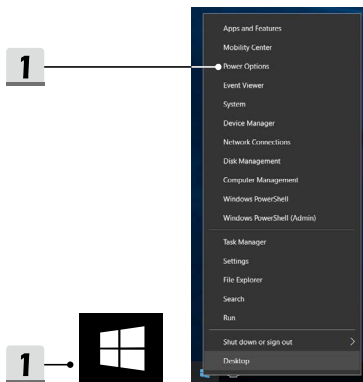 Apps and Features
Mobility Center
1
Power Options
Event Viewer
System
Device Manager
Network Connections
Disk Management
Computer Management
Windows PowerShell
Windows PowerShell (Admin)
Task Manager
Settings
File Explorer
Search
Run
Shut down or sign out
1
Desktop